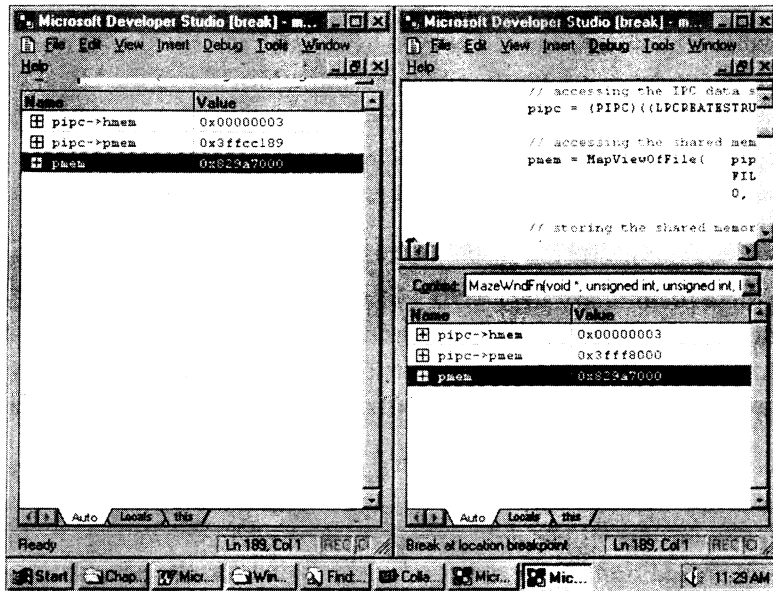 Microsoft Developer Studio [break] - m...
File Edit View Insert Debug Tools Window
Help
Name Value
pipc->hmem 0x00000003
pipc->pmem 0x3ffcc189
pmem 0x829a7000
Auto Locals this
Ready Ln 189, Col 1 REC
Microsoft Developer Studio [break] - m...
File Edit View Insert Debug Tools Window
Help
// accessing the IPC data s
pipc = (PIPC)((LPCREATESTRU
// accessing the shared mem
pmem = MapViewOfFile( pip
FIL
0,
// storing the shared memor
Context: MazeWndFn(void *, unsigned int, unsigned int, l
Name Value
pipc->hmem 0x00000003
pipc->pmem 0x3fff8000
pmem 0x829a7000
Auto Locals this
Break at location breakpoint Ln 189, Col 1 REC
Start Chap... Micr... Win... Find: Colla... Micr... Mic... 11:29 AM